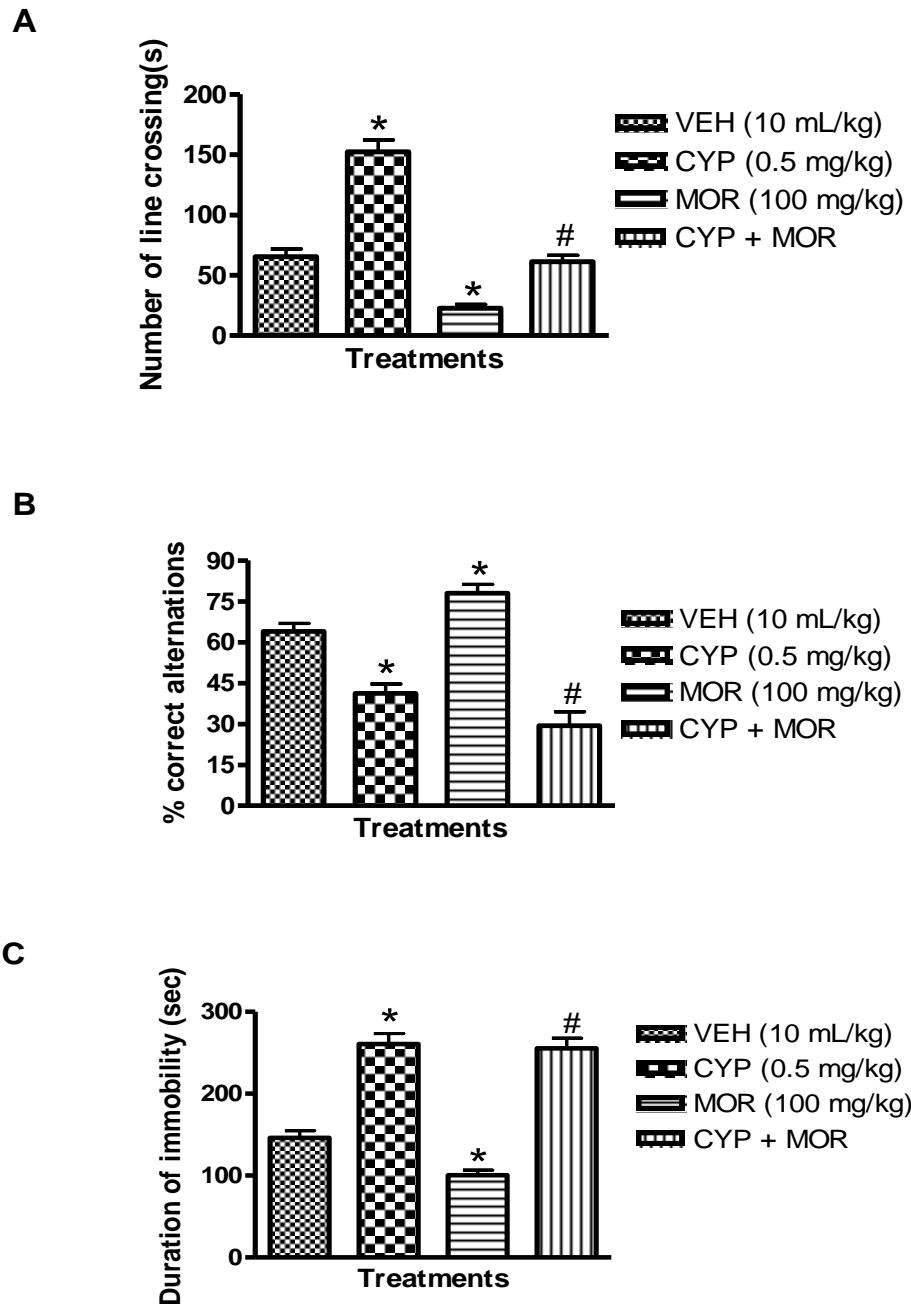 A
Number of line crossing(s)
200
150
100
50
0
*
*
#
Treatments
VEH (10 mL/kg)
CYP (0.5 mg/kg)
MOR (100 mg/kg)
CYP + MOR
B
% correct alternations
90
75
60
45
30
15
0
*
*
#
Treatments
VEH (10 mL/kg)
CYP (0.5 mg/kg)
MOR (100 mg/kg)
CYP + MOR
C
Duration of immobility (sec)
300
200
100
0
*
*
#
Treatments
VEH (10 mL/kg)
CYP (0.5 mg/kg)
MOR (100 mg/kg)
CYP + MOR